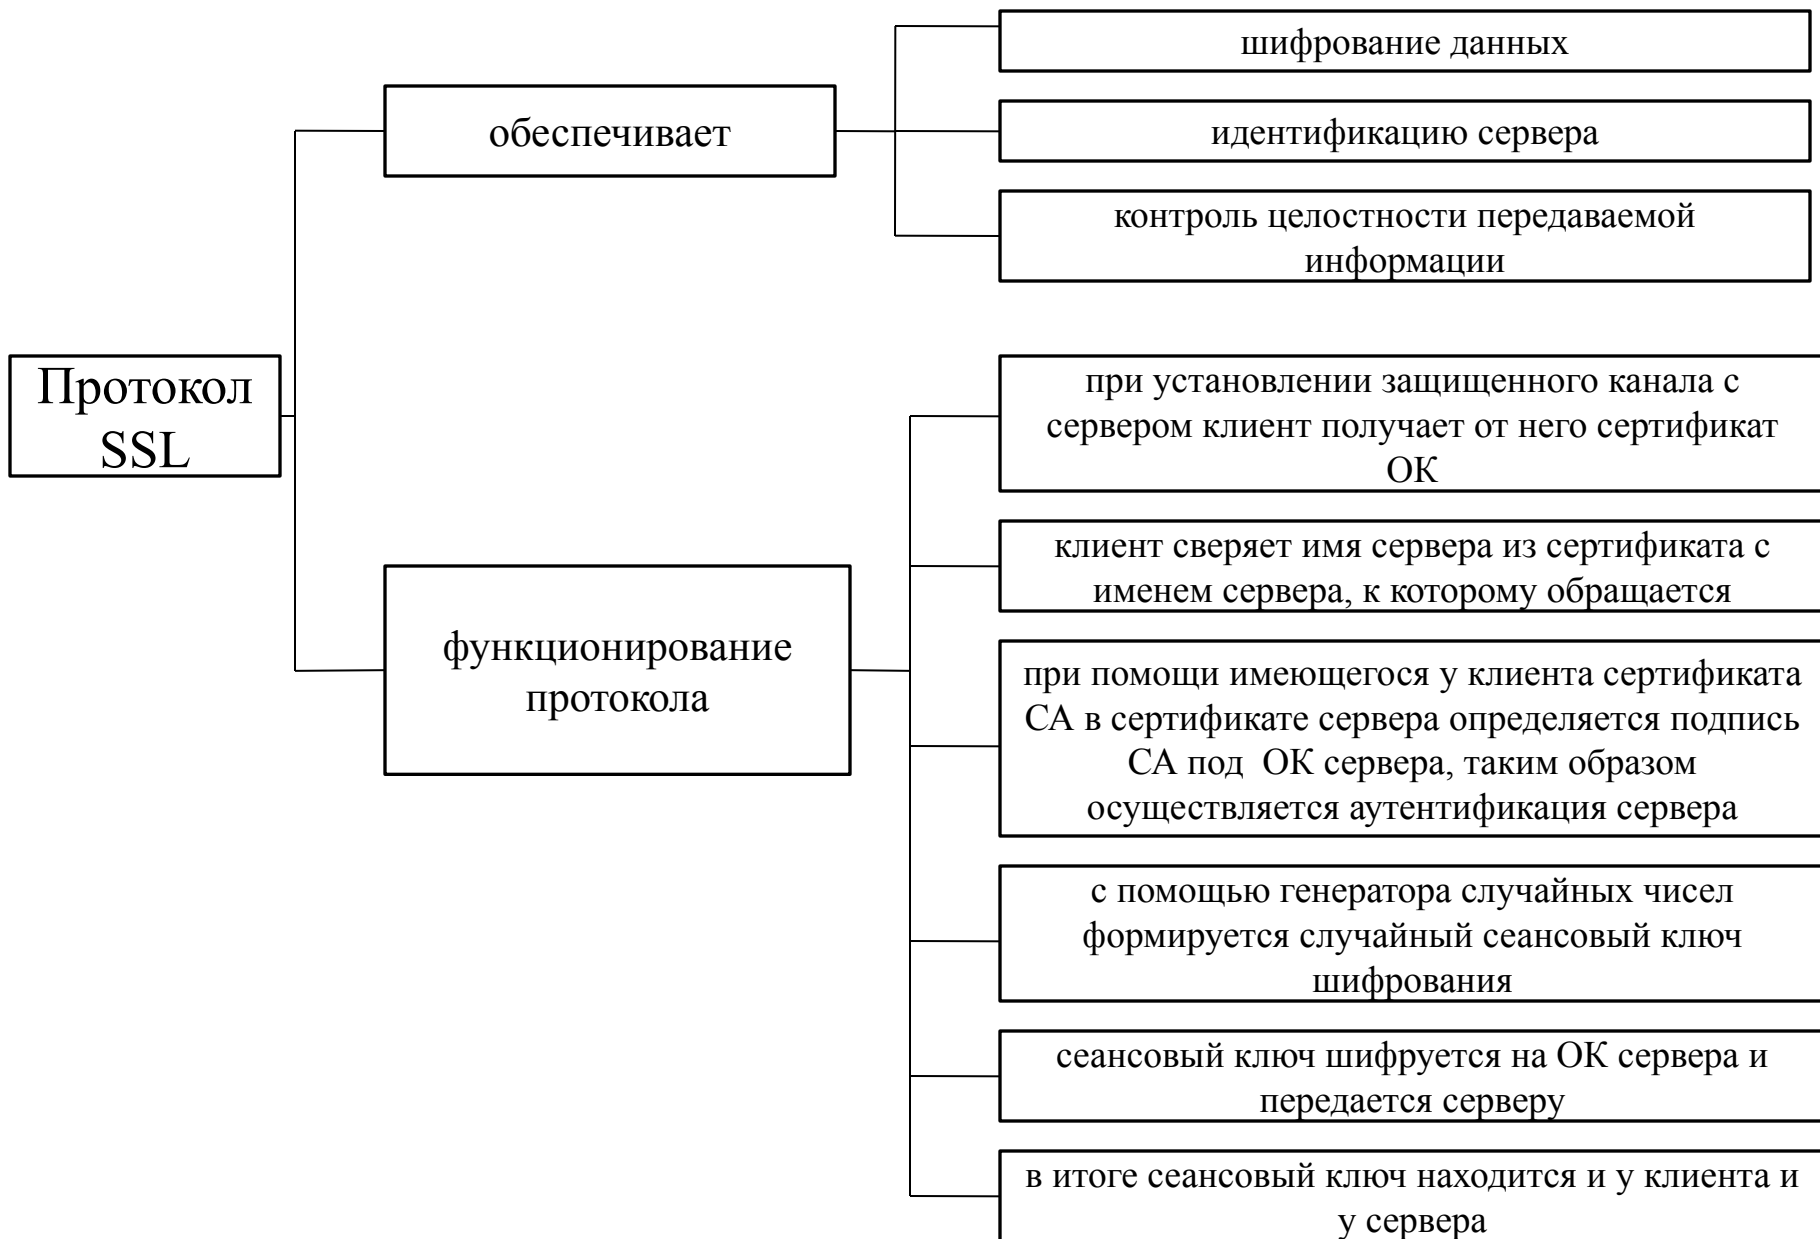 Протокол
SSL
обеспечивает
шифрование данных
идентификацию сервера
контроль целостности передаваемой
информации
функционирование
протокола
при установлении защищенного канала с
сервером клиент получает от него сертификат
ОК
клиент сверяет имя сервера из сертификата с
именем сервера, к которому обращается
при помощи имеющегося у клиента сертификата
СА в сертификате сервера определяется подпись
СА под ОК сервера, таким образом
осуществляется аутентификация сервера
с помощью генератора случайных чисел
формируется случайный сеансовый ключ
шифрования
сеансовый ключ шифруется на ОК сервера и
передается серверу
в итоге сеансовый ключ находится и у клиента и
у сервера